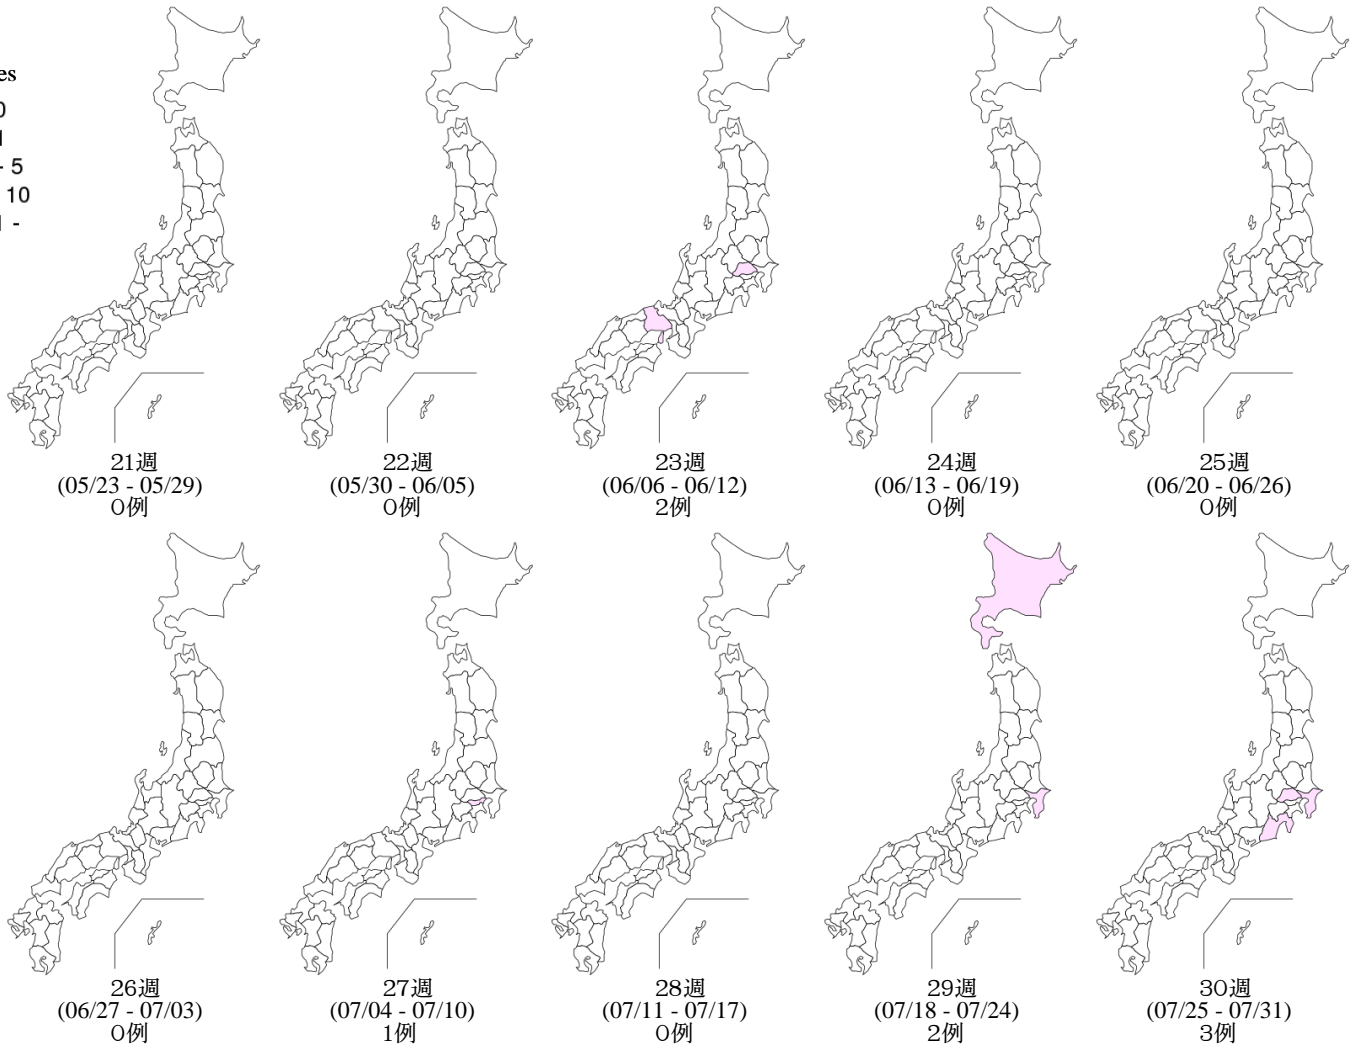 es
0
1
- 5
10
1 -
21週
(05/23 - 05/29)
0例
22週
(05/30 - 06/05)
0例
23週
(06/06 - 06/12)
2例
24週
(06/13 - 06/19)
0例
25週
(06/20 - 06/26)
0例
26週
(06/27 - 07/03)
0例
27週
(07/04 - 07/10)
1例
28週
(07/11 - 07/17)
0例
29週
(07/18 - 07/24)
2例
30週
(07/25 - 07/31)
3例